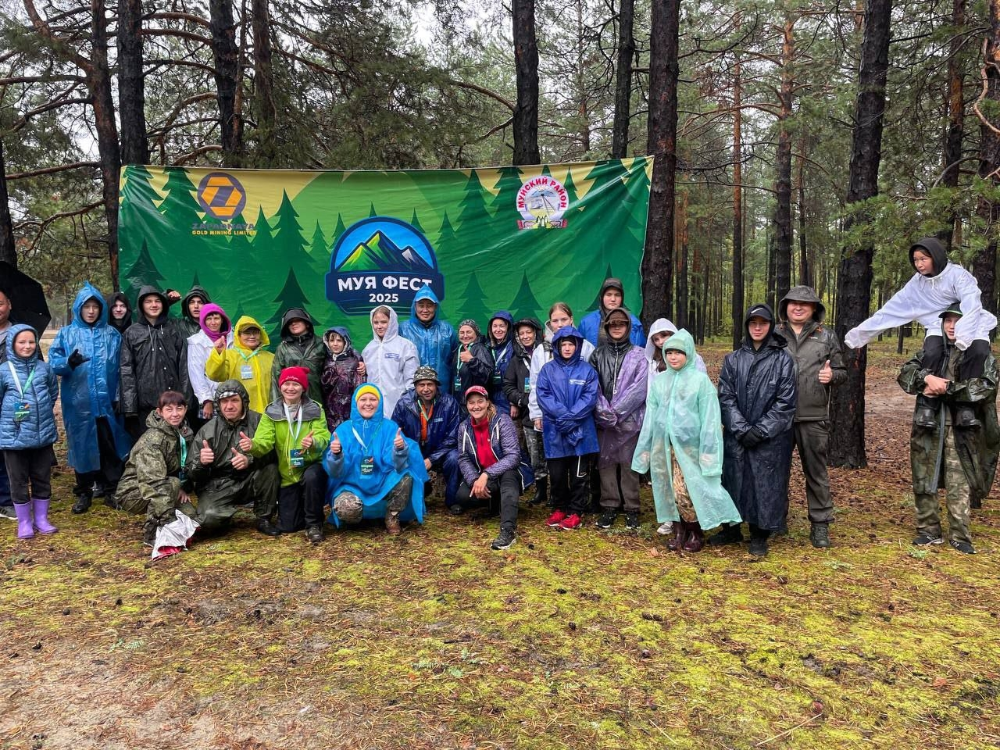 ZAPADNAYA
GOLD MINING LIMITED
МУЯ ФЕСТ
2025
МУЙСКИЙ РАЙОН